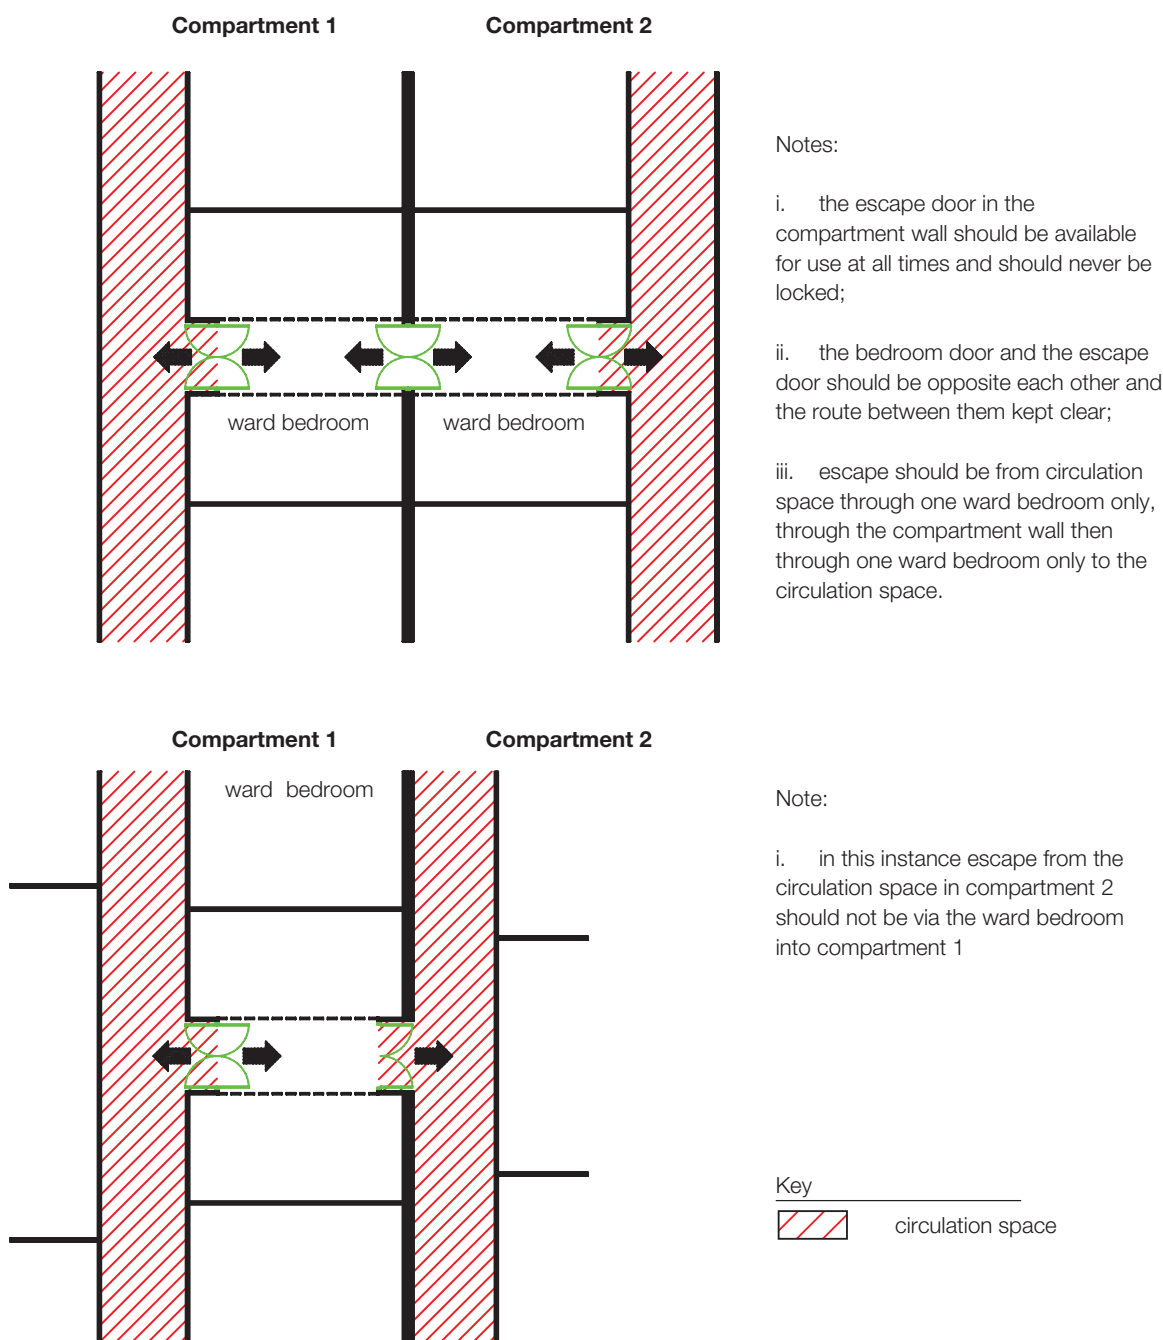 Compartment 1
Compartment 2
Notes:
i. the escape door in the
compartment wall should be available
for use at all times and should never be
locked;
ii. the bedroom door and the escape
door should be opposite each other and
the route between them kept clear;
iii. escape should be from circulation
space through one ward bedroom only,
through the compartment wall then
through one ward bedroom only to the
circulation space.
ward bedroom
ward bedroom
Compartment 1
Compartment 2
ward bedroom
Note:
i. in this instance escape from the
circulation space in compartment 2
should not be via the ward bedroom
into compartment 1
Key
circulation space